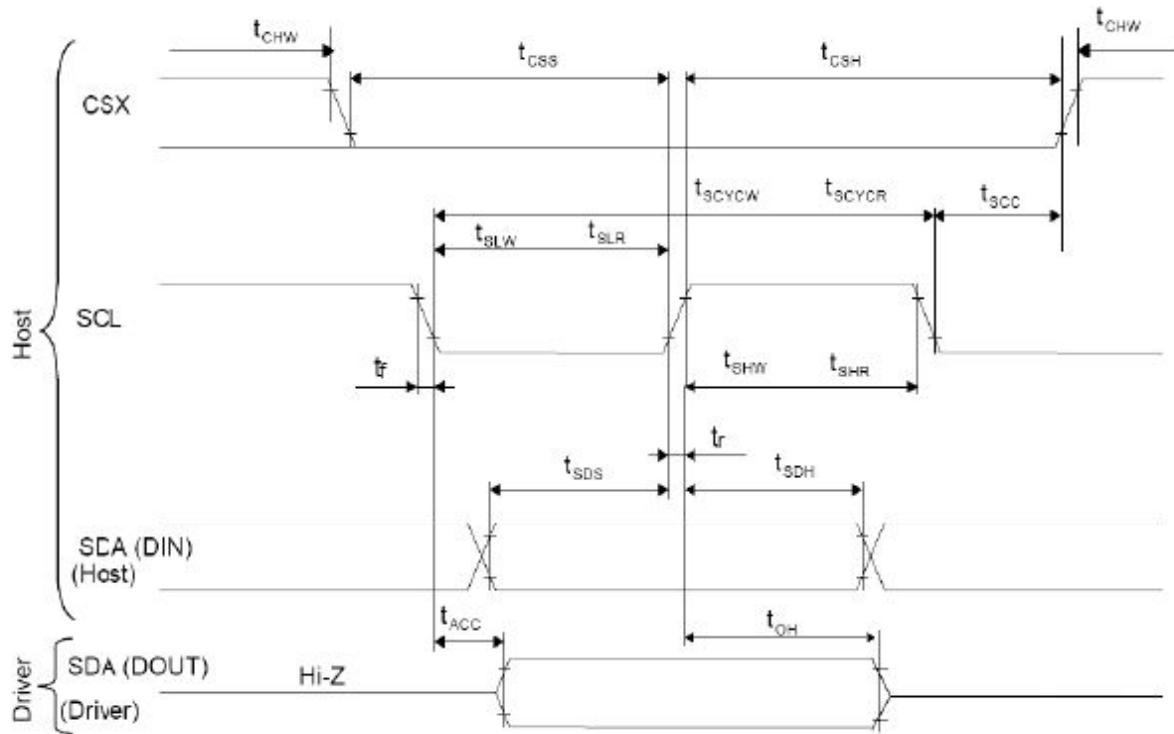 tCHW
tCHW
tCSS
tCSH
CSX
tSCYCW
tSCYCR
tSCC
tSLW
tSLR
SCL
Host
tf
tSHW
tSHR
tr
tSDS
tSDH
SDA (DIN)
(Host)
tACC
tOH
Driver
SDA (DOUT)
(Driver)
Hi-Z